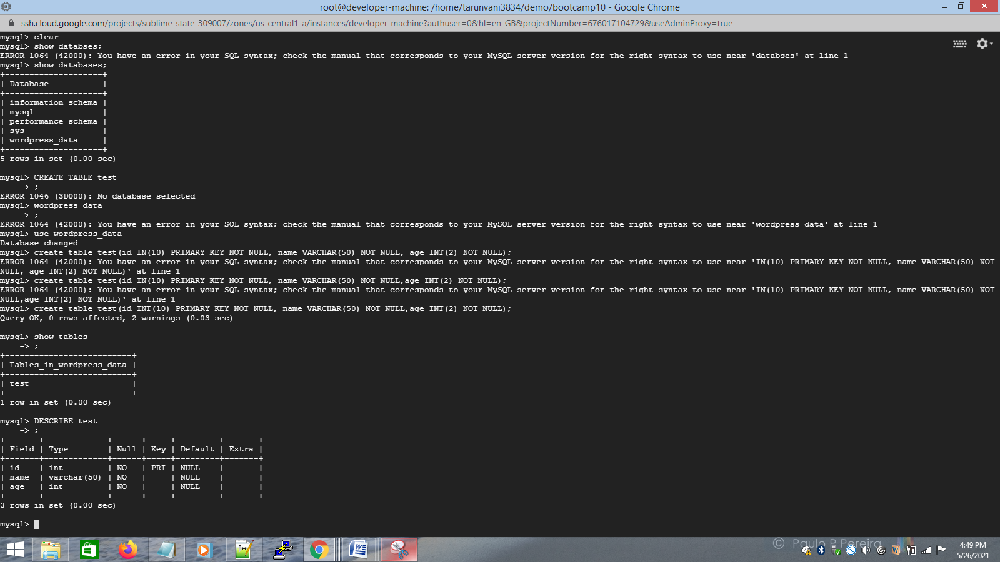 root@developer-machine: /home/tarunvani3834/demo/bootcamp10 - Google Chrome
ssh.cloud.google.com/projects/sublime-state-309007/zones/us-central1-a/instances/developer-machine?authuser=0&hl=en_GB&projectNumber=676017104729&useAdminProxy=true
mysql> clear
mysql> show databses;
ERROR 1064 (42000): You have an error in your SQL syntax; check the manual that corresponds to your MySQL server version for the right syntax to use near 'databses' at line 1
mysql> show databases;
+--------------------+
| Database           |
+--------------------+
| information_schema |
| mysql              |
| performance_schema |
| sys                |
| wordpress_data     |
+--------------------+
5 rows in set (0.00 sec)
mysql> CREATE TABLE test
    -> ;
ERROR 1046 (3D000): No database selected
mysql> wordpress_data
    -> ;
ERROR 1064 (42000): You have an error in your SQL syntax; check the manual that corresponds to your MySQL server version for the right syntax to use near 'wordpress_data' at line 1
mysql> use wordpress_data
Database changed
mysql> create table test(id IN(10) PRIMARY KEY NOT NULL, name VARCHAR(50) NOT NULL, age INT(2) NOT NULL);
ERROR 1064 (42000): You have an error in your SQL syntax; check the manual that corresponds to your MySQL server version for the right syntax to use near 'IN(10) PRIMARY KEY NOT NULL, name VARCHAR(50) NOT
NULL, age INT(2) NOT NULL)' at line 1
mysql> create table test(id IN(10) PRIMARY KEY NOT NULL, name VARCHAR(50) NOT NULL,age INT(2) NOT NULL);
ERROR 1064 (42000): You have an error in your SQL syntax; check the manual that corresponds to your MySQL server version for the right syntax to use near 'IN(10) PRIMARY KEY NOT NULL, name VARCHAR(50) NOT
NULL,age INT(2) NOT NULL)' at line 1
mysql> create table test(id INT(10) PRIMARY KEY NOT NULL, name VARCHAR(50) NOT NULL,age INT(2) NOT NULL);
Query OK, 0 rows affected, 2 warnings (0.03 sec)
mysql> show tables
    -> ;
+--------------------------+
| Tables_in_wordpress_data |
+--------------------------+
| test                     |
+--------------------------+
1 row in set (0.00 sec)
mysql> DESCRIBE test
    -> ;
+-------+-------------+------+-----+---------+-------+
| Field | Type        | Null | Key | Default | Extra |
+-------+-------------+------+-----+---------+-------+
| id    | int         | NO   | PRI | NULL    |       |
| name  | varchar(50) | NO   |     | NULL    |       |
| age   | int         | NO   |     | NULL    |       |
+-------+-------------+------+-----+---------+-------+
3 rows in set (0.00 sec)
mysql>
© Paulo P Pereira
4:49 PM
5/26/2021